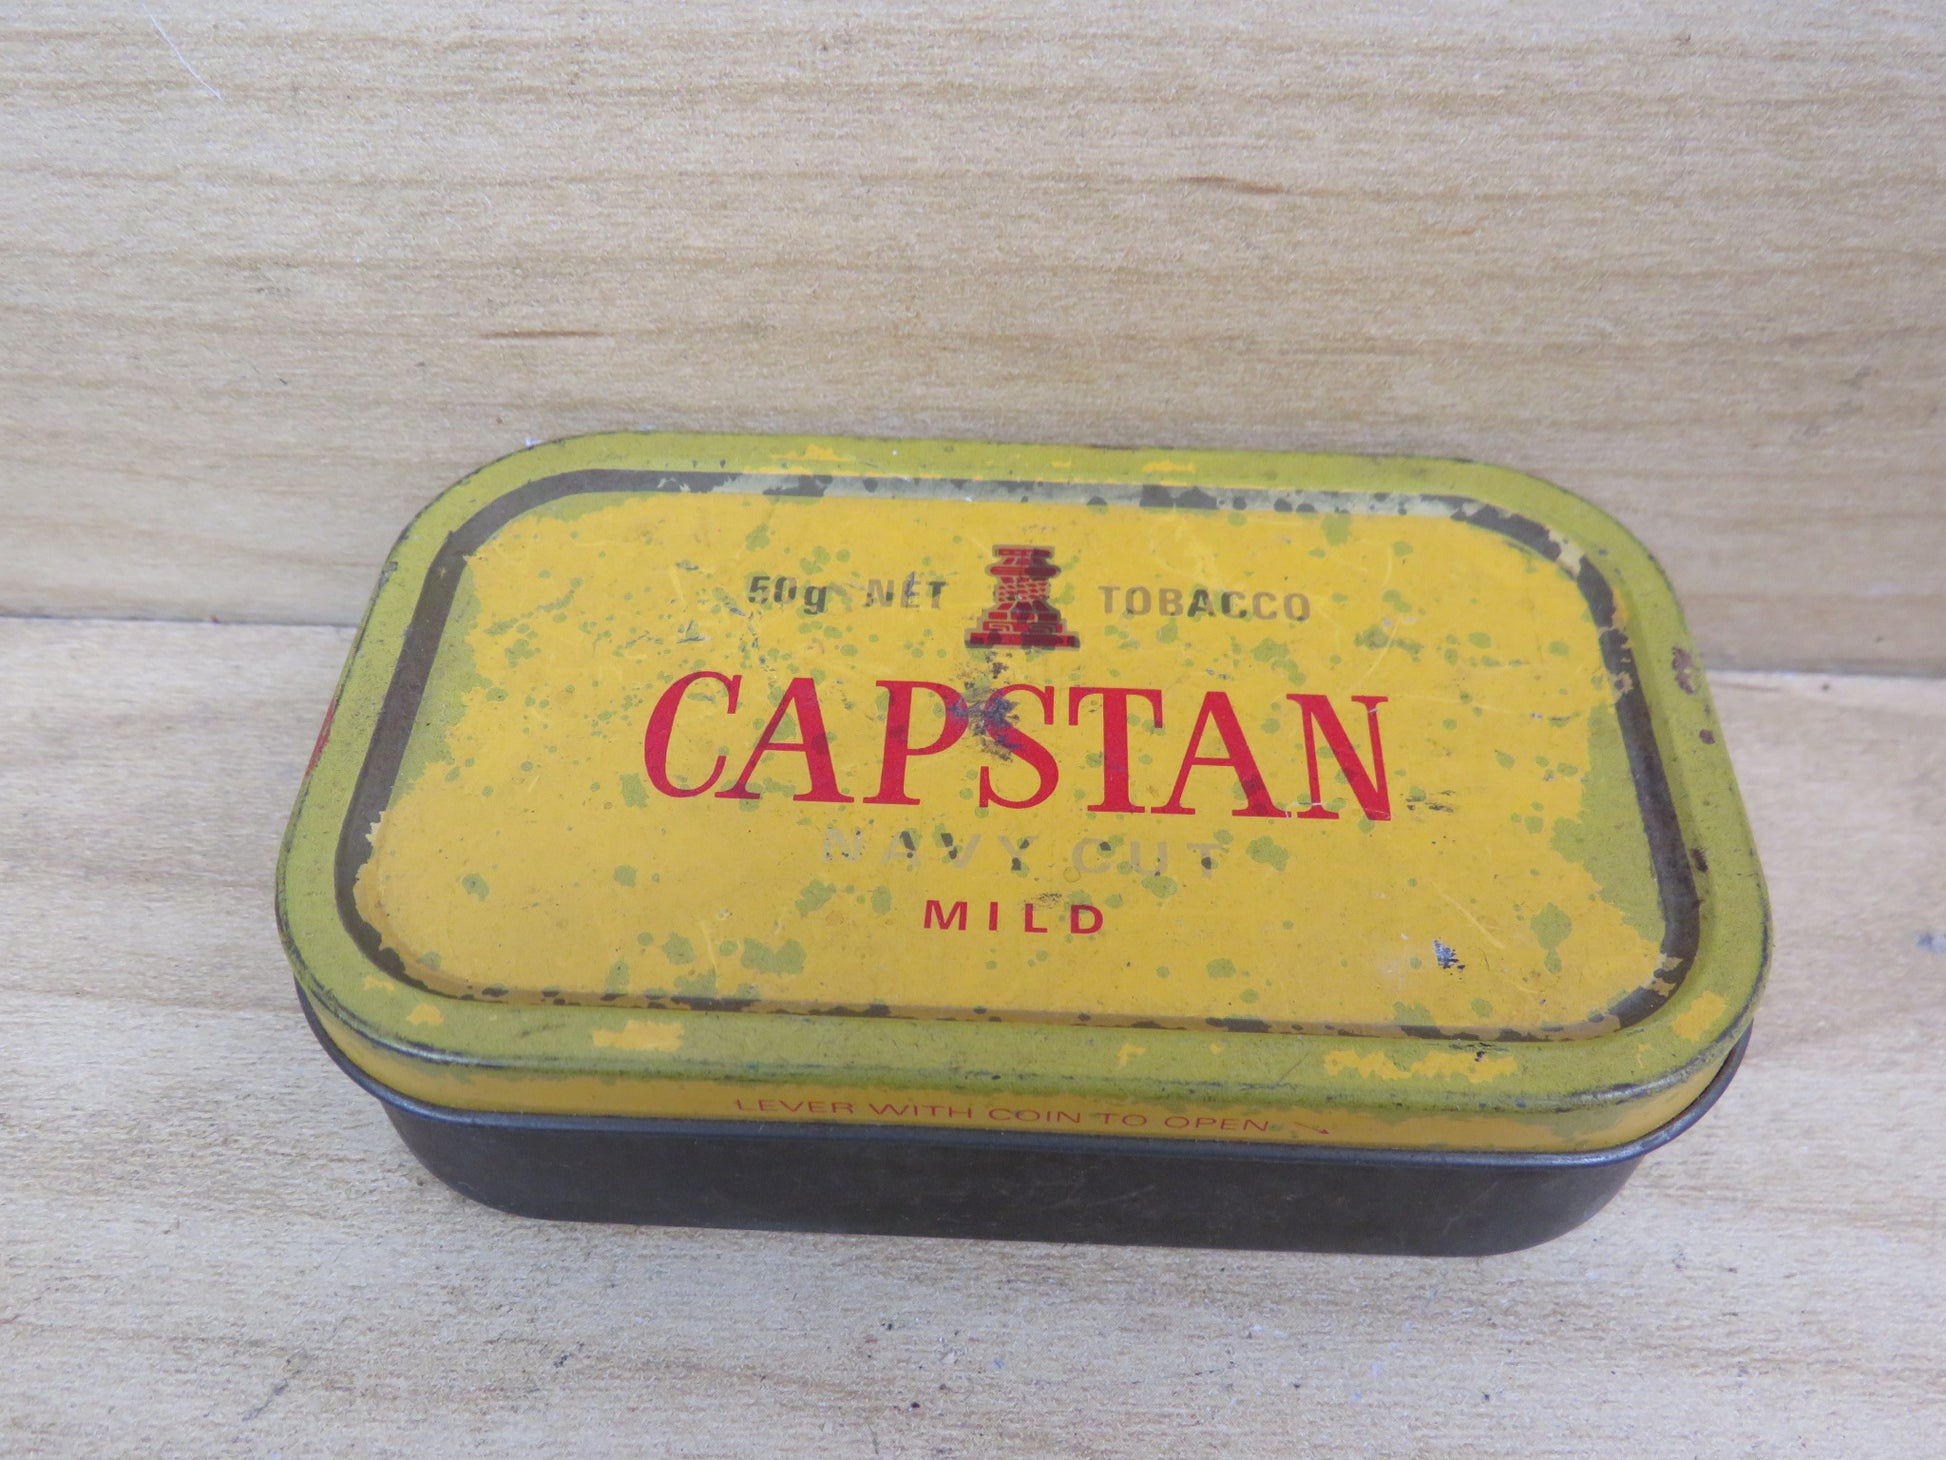 50g NET TOBACCO
CAPSTAN
NAVY CUT
MILD
LEVER WITH COIN TO OPEN